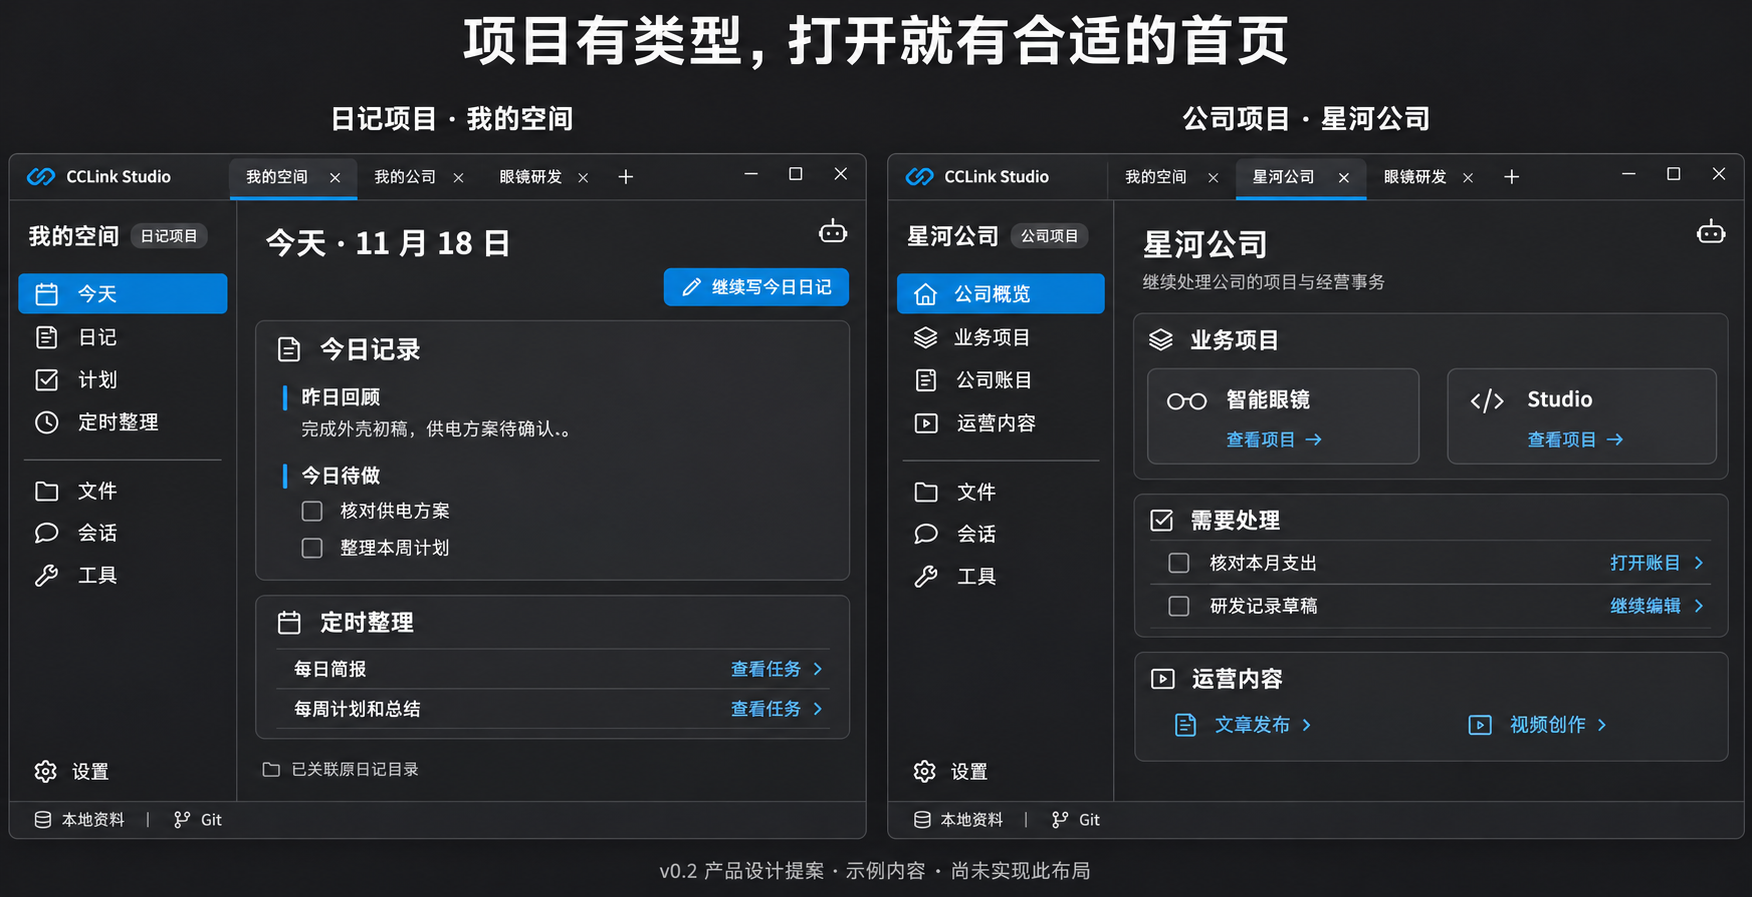 项目有类型，打开就有合适的首页
日记项目 · 我的空间
CCLink Studio
我的空间
我的公司
眼镜研发
我的空间
日记项目
今天
日记
计划
定时整理
文件
会话
工具
设置
今天 · 11 月 18 日
继续写今日日记
今日记录
昨日回顾
完成外壳初稿，供电方案待确认、。
今日待做
核对供电方案
整理本周计划
定时整理
每日简报 查看任务
每周计划和总结 查看任务
已关联原日记目录
本地资料 | Git
公司项目 · 星河公司
CCLink Studio
我的空间
星河公司
眼镜研发
星河公司
公司项目
公司概览
业务项目
公司账目
运营内容
文件
会话
工具
设置
星河公司
继续处理公司的项目与经营事务
业务项目
智能眼镜
查看项目 →
Studio
查看项目 →
需要处理
核对本月支出 打开账目
研发记录草稿 继续编辑
运营内容
文章发布
视频创作
本地资料 | Git
v0.2 产品设计提案 · 示例内容 · 尚未实现此布局